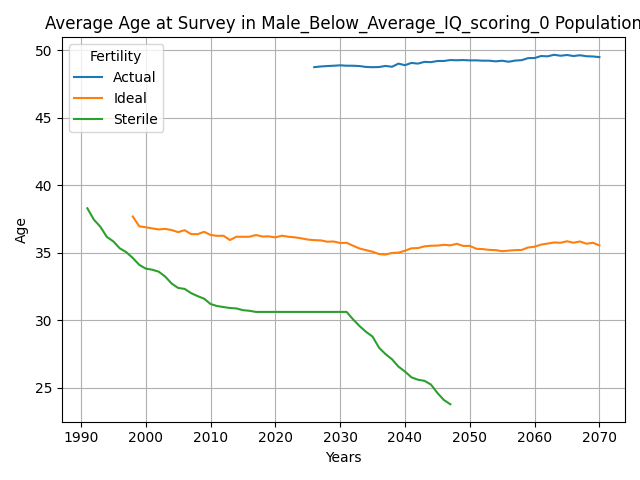 Average Age at Survey in Male_Below_Average_IQ_scoring_0 Population
Fertility
Actual
Ideal
Sterile
50
45
40
35
30
25
Age
1990
2000
2010
2020
2030
2040
2050
2060
2070
Years